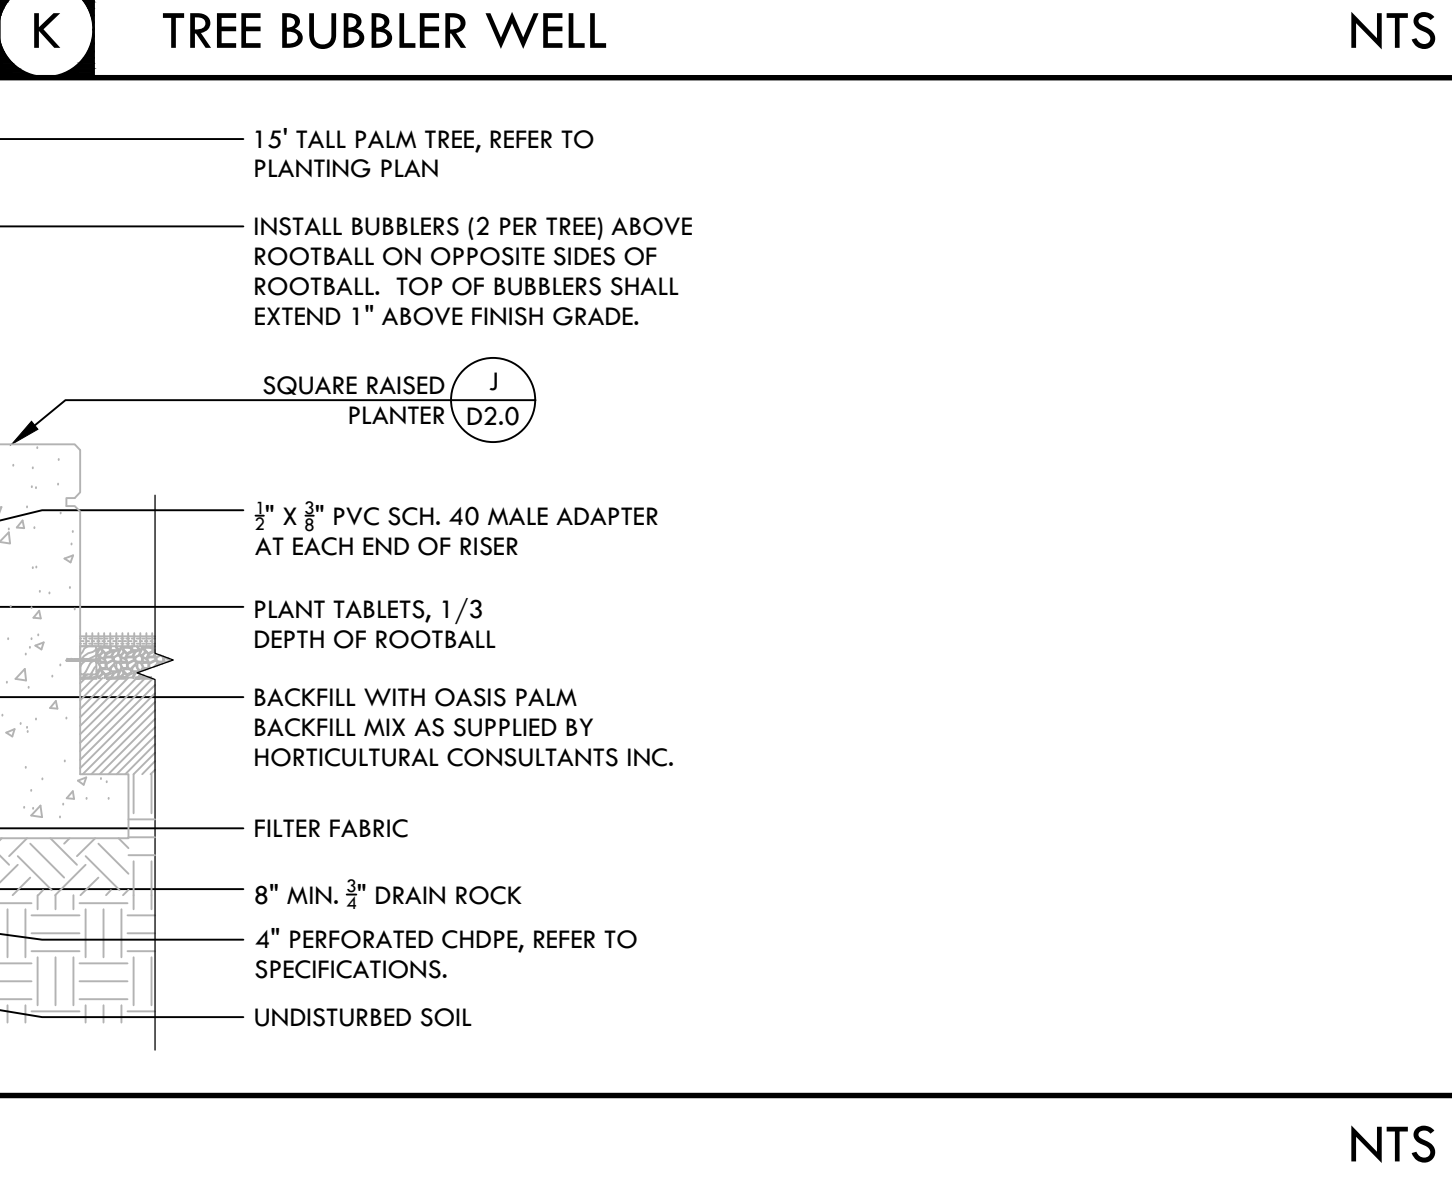 K TREE BUBBLER WELL NTS
15' TALL PALM TREE, REFER TO
PLANTING PLAN
INSTALL BUBBLERS (2 PER TREE) ABOVE
ROOTBALL ON OPPOSITE SIDES OF
ROOTBALL. TOP OF BUBBLERS SHALL
EXTEND 1" ABOVE FINISH GRADE.
SQUARE RAISED J
PLANTER D2.0
1/2" X 3/8" PVC SCH. 40 MALE ADAPTER
AT EACH END OF RISER
PLANT TABLETS, 1/3
DEPTH OF ROOTBALL
BACKFILL WITH OASIS PALM
BACKFILL MIX AS SUPPLIED BY
HORTICULTURAL CONSULTANTS INC.
FILTER FABRIC
8" MIN. 3/4" DRAIN ROCK
4" PERFORATED CHDPE, REFER TO
SPECIFICATIONS.
UNDISTURBED SOIL
NTS